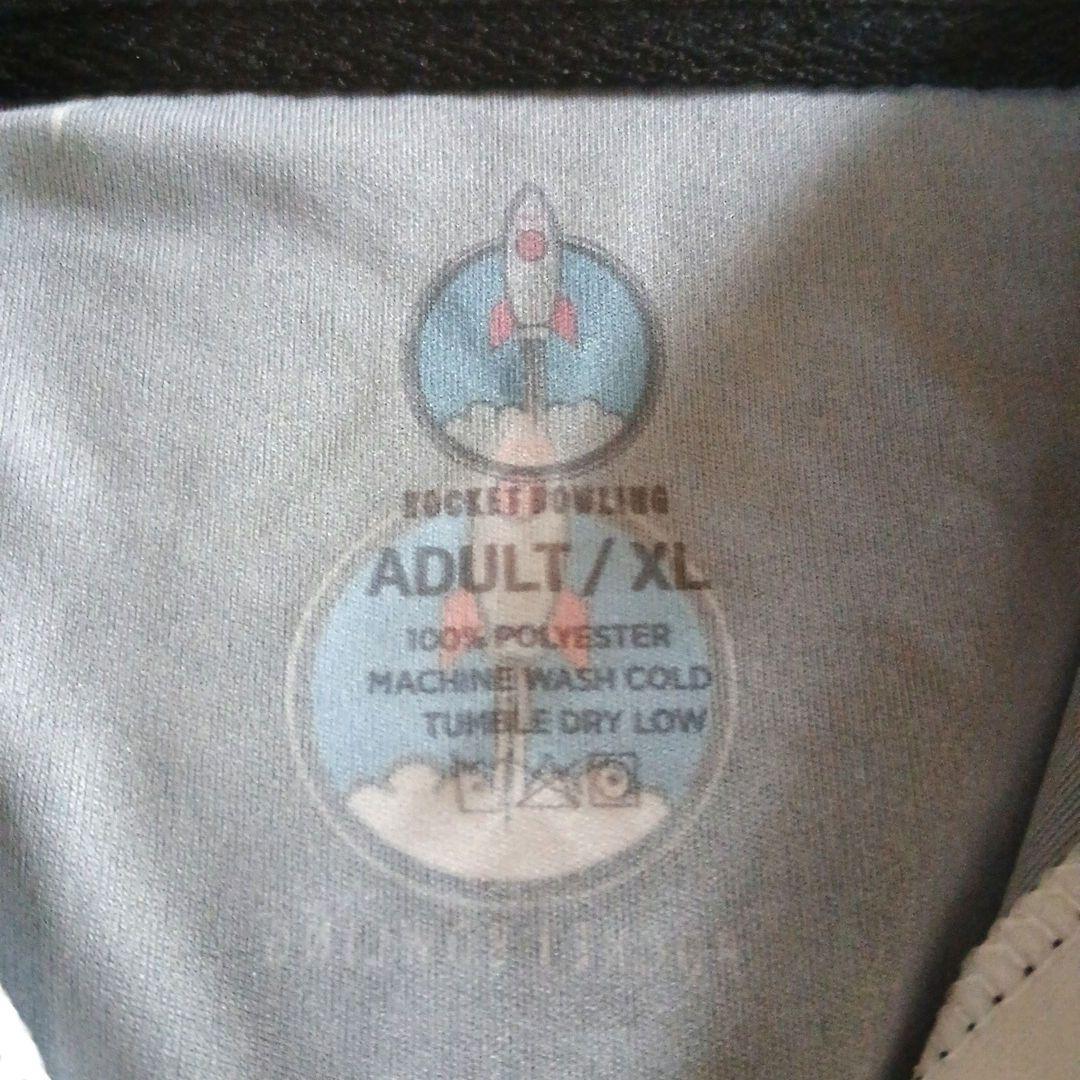 ROCKET BOWLING
ADULT / XL
100% POLYESTER
MACHINE WASH COLD
TUMBLE DRY LOW